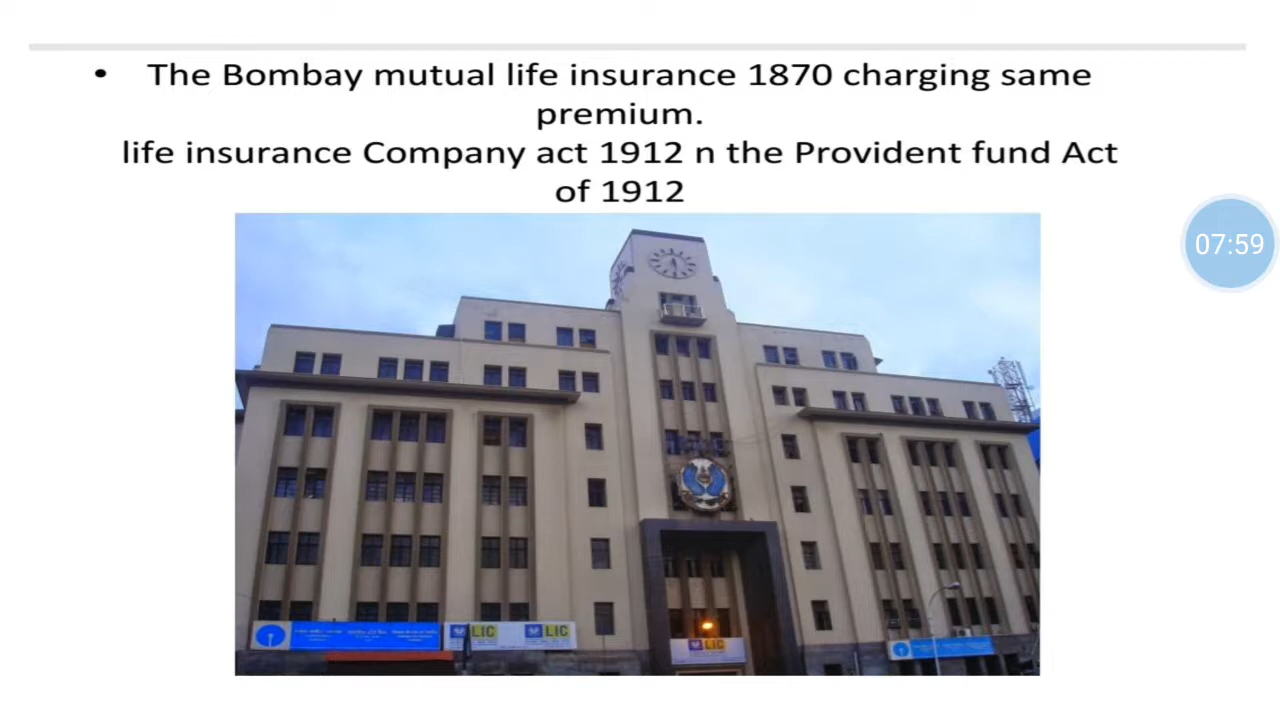 • The Bombay mutual life insurance 1870 charging same
premium.
life insurance Company act 1912 n the Provident fund Act
of 1912
07:59
LIC LIC
LIC